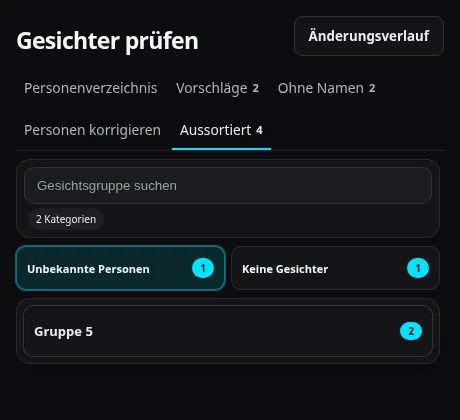 Gesichter prüfen
Änderungsverlauf
Personenverzeichnis Vorschläge 2 Ohne Namen 2
Personen korrigieren Aussortiert 4
Gesichtsgruppe suchen
2 Kategorien
Unbekannte Personen 1 Keine Gesichter 1
Gruppe 5 2